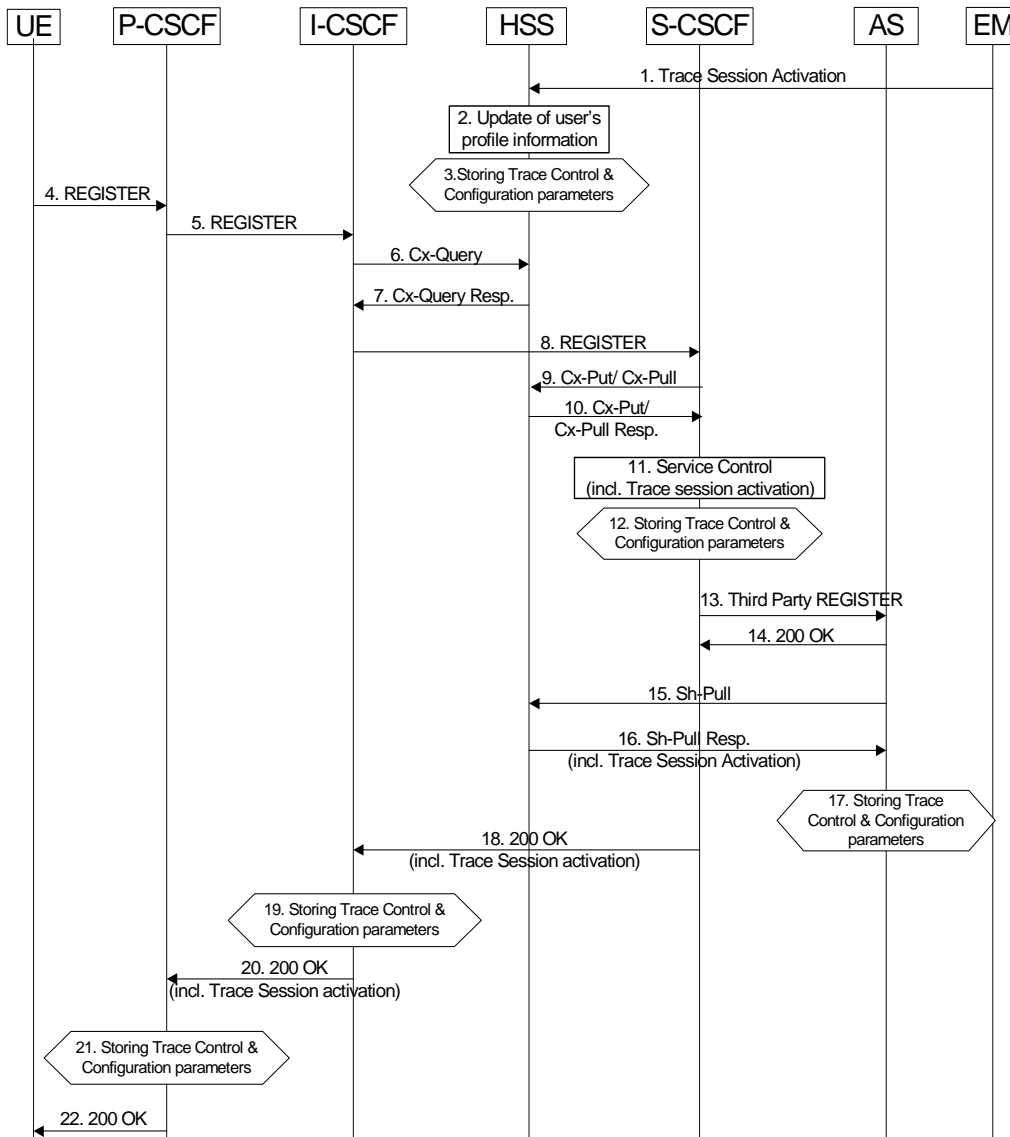 UE P-CSCF I-CSCF HSS S-CSCF AS EM
1. Trace Session Activation
2. Update of user's
profile information
3.Storing Trace Control &
Configuration parameters
4. REGISTER
5. REGISTER
6. Cx-Query
7. Cx-Query Resp.
8. REGISTER
9. Cx-Put/ Cx-Pull
10. Cx-Put/
Cx-Pull Resp.
11. Service Control
(incl. Trace session activation)
12. Storing Trace Control &
Configuration parameters
13. Third Party REGISTER
14. 200 OK
15. Sh-Pull
16. Sh-Pull Resp.
(incl. Trace Session Activation)
17. Storing Trace
Control & Configuration
parameters
18. 200 OK
(incl. Trace Session activation)
19. Storing Trace Control &
Configuration parameters
20. 200 OK
(incl. Trace Session activation)
21. Storing Trace Control &
Configuration parameters
22. 200 OK